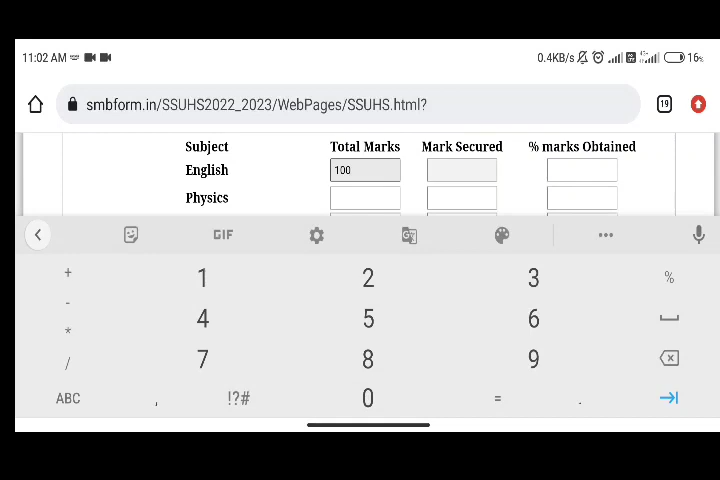 11:02 AM
0.4KB/s 4G+ 16%
smbform.in/SSUHS2022_2023/WebPages/SSUHS.html?
19
Subject Total Marks Mark Secured % marks Obtained
English 100
Physics
GIF
+ 1 2 3 %
-
4 5 6
*
/ 7 8 9
ABC , !?# 0 = .